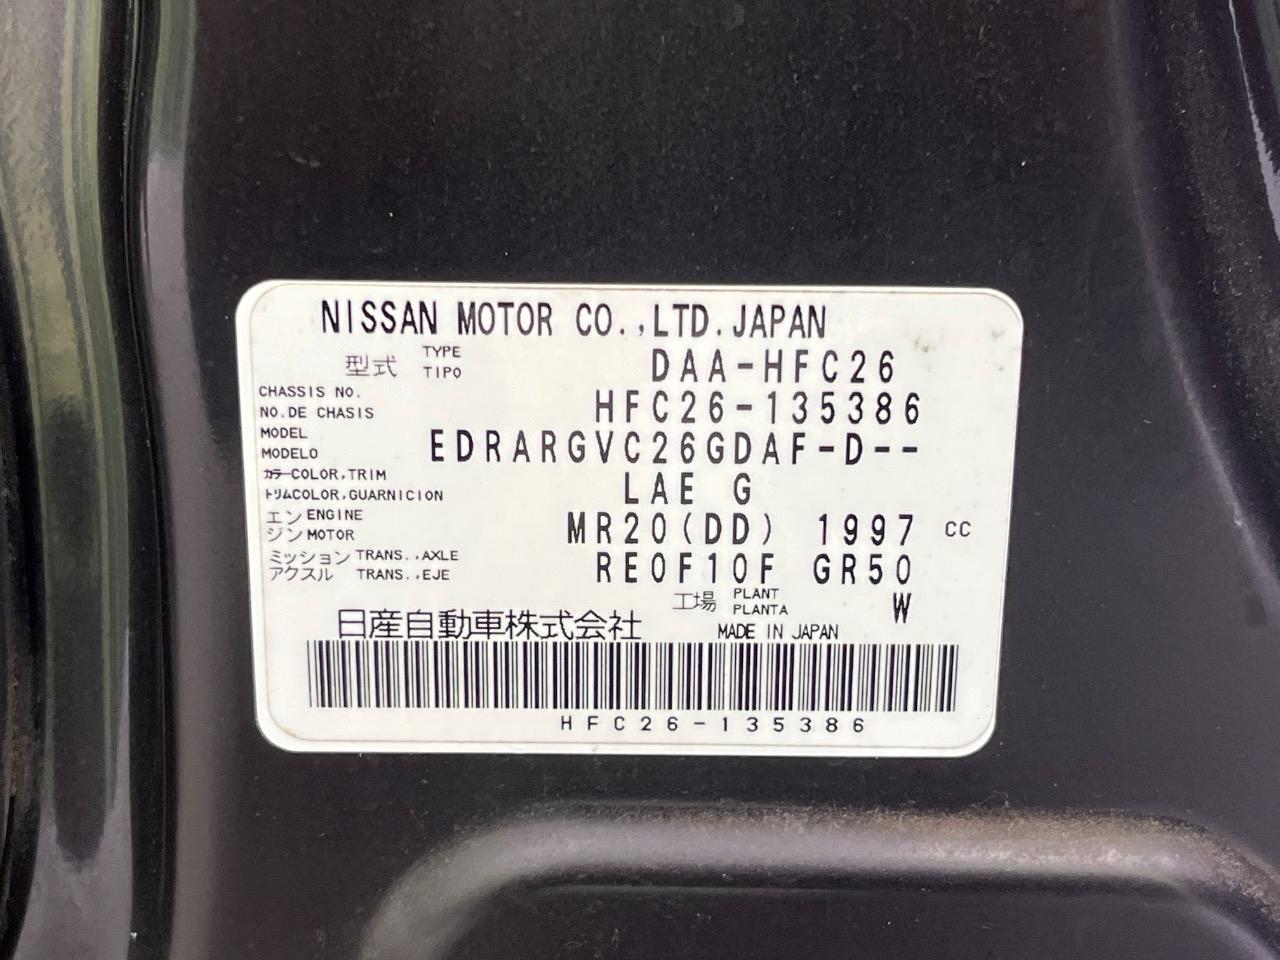 NISSAN MOTOR CO.,LTD.JAPAN
型式 TYPE TIPO DAA-HFC26
CHASSIS NO.
NO.DE CHASIS HFC26-135386
MODEL
MODELO EDRARGVC26GDAF-D--
カラー COLOR,TRIM
トリム COLOR,GUARNICION LAE G
エンジン ENGINE MOTOR MR20(DD) 1997 CC
ミッション TRANS.,AXLE
アクスル TRANS.,EJE RE0F10F GR50
工場 PLANT PLANTA W
日産自動車株式会社 MADE IN JAPAN
HFC26-135386